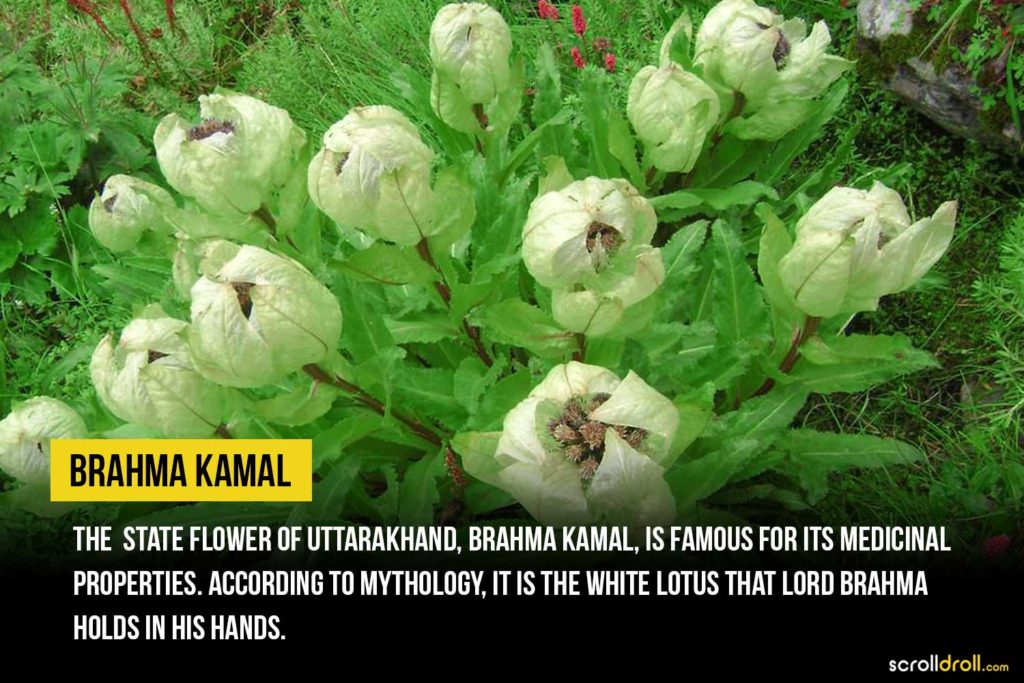 BRAHMA KAMAL
THE STATE FLOWER OF UTTARAKHAND, BRAHMA KAMAL, IS FAMOUS FOR ITS MEDICINAL
PROPERTIES. ACCORDING TO MYTHOLOGY, IT IS THE WHITE LOTUS THAT LORD BRAHMA
HOLDS IN HIS HANDS.
scrolldroll.com